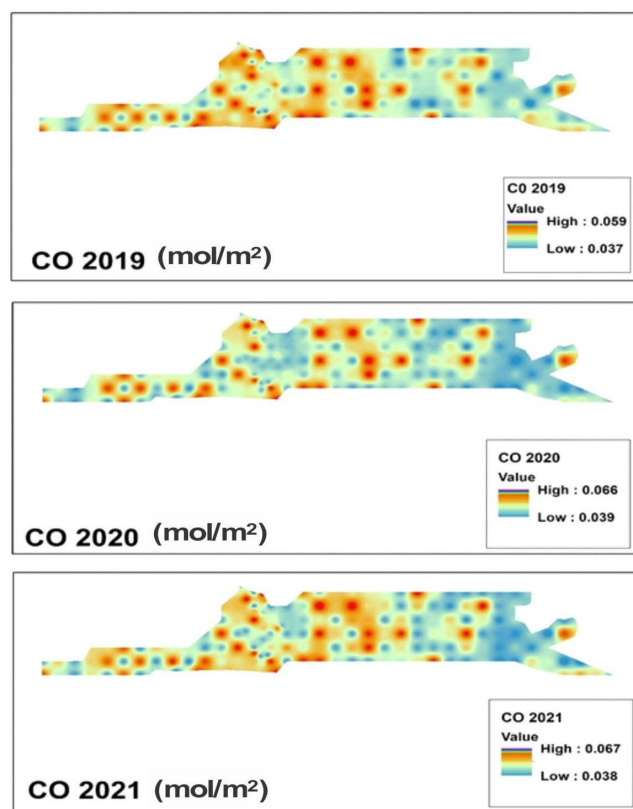 C0 2019
Value
High : 0.059
Low : 0.037
CO 2019 (mol/m²)
CO 2020
Value
High : 0.066
Low : 0.039
CO 2020 (mol/m²)
CO 2021
Value
High : 0.067
Low : 0.038
CO 2021 (mol/m²)